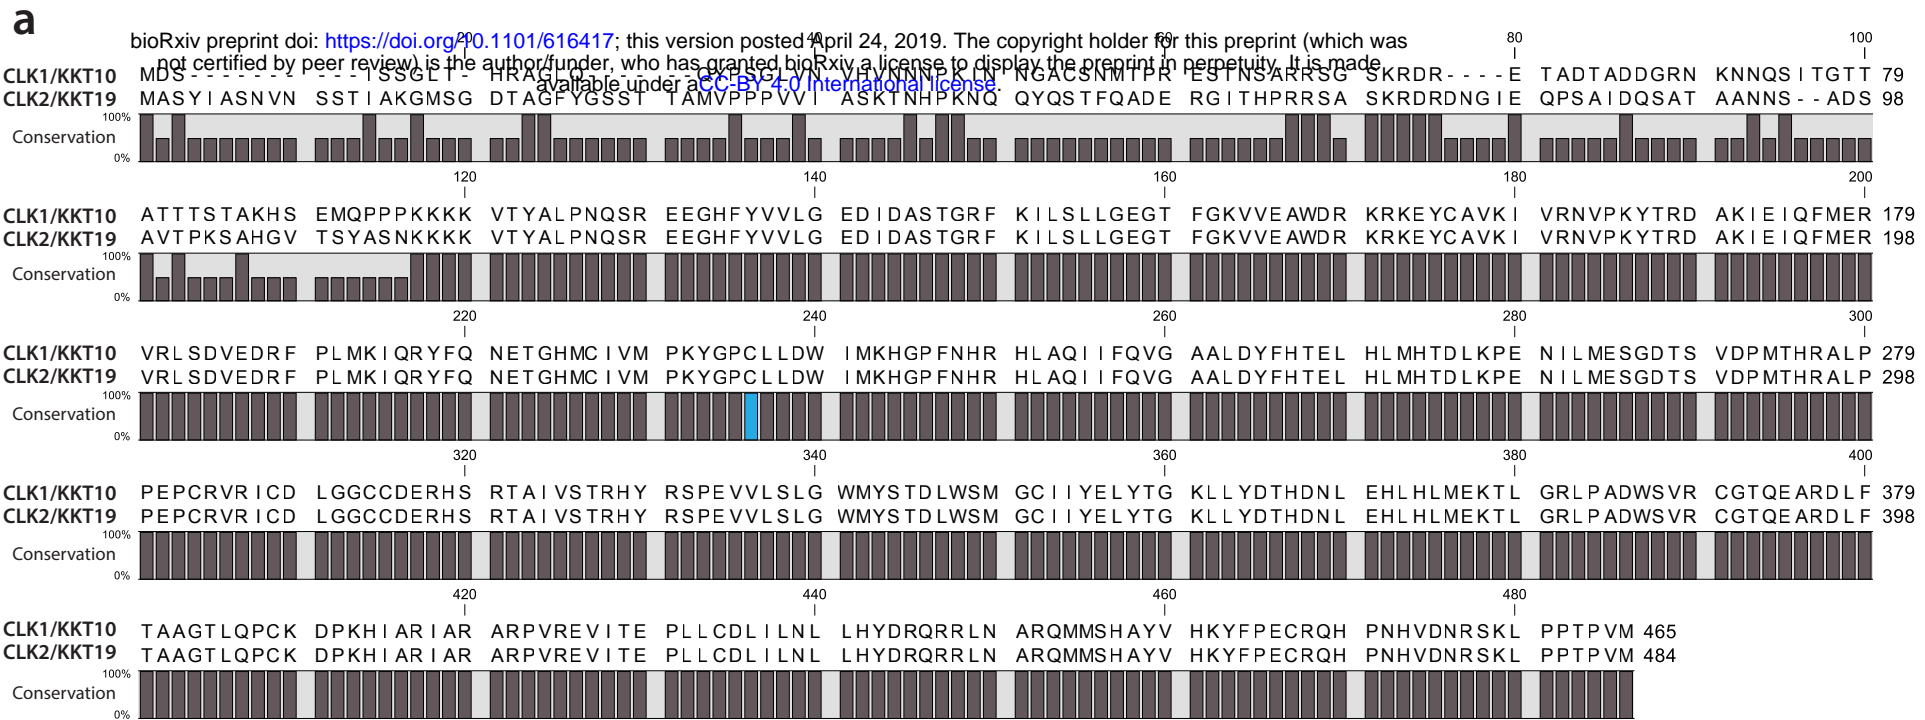 a
bioRxiv preprint doi: https://doi.org/10.1101/616417; this version posted April 24, 2019. The copyright holder for this preprint (which was
not certified by peer review) is the author/funder, who has granted bioRxiv a license to display the preprint in perpetuity. It is made
available under aCC-BY 4.0 International license.
20 40 60 80 100
CLK1/KKT10 ESTNSARRSG SKRDR----E TADTADDGRN KNNQSITGTT 79
CLK2/KKT19 MASYIASNVN SSTIAKGMSG DTAGFYGSST TAMVPPPVVI ASKTNHPKNQ QYQSTFQADE RGITHPRRSA SKRDRDNGIE QPSAIDQSAT AANNS--ADS 98
100%
Conservation
0%
120 140 160 180 200
CLK1/KKT10 ATTTSTAKHS EMQPPPKKKK VTYALPNQSR EEGHFYVVLG EDIDASTGRF KILSLLGEGT FGKVVEAWDR KRKEYCAVKI VRNVPKYTRD AKIEIQFMER 179
CLK2/KKT19 AVTPKSAHGV TSYASNKKKK VTYALPNQSR EEGHFYVVLG EDIDASTGRF KILSLLGEGT FGKVVEAWDR KRKEYCAVKI VRNVPKYTRD AKIEIQFMER 198
100%
Conservation
0%
220 240 260 280 300
CLK1/KKT10 VRLSDVEDRF PLMKIQRYFQ NETGHMCIVM PKYGPCLLDW IMKHGPFNHR HLAQIIFQVG AALDYFHTEL HLMHTDLKPE NILMESGDTS VDPMTHRALP 279
CLK2/KKT19 VRLSDVEDRF PLMKIQRYFQ NETGHMCIVM PKYGPCLLDW IMKHGPFNHR HLAQIIFQVG AALDYFHTEL HLMHTDLKPE NILMESGDTS VDPMTHRALP 298
100%
Conservation
0%
320 340 360 380 400
CLK1/KKT10 PEPCRVRICD LGGCCDERHS RTAIVSTRHY RSPEVVLSLG WMYSTDLWSM GCIIYELYTG KLLYDTHDNL EHLHLMEKTL GRLPADWSVR CGTQEARDLF 379
CLK2/KKT19 PEPCRVRICD LGGCCDERHS RTAIVSTRHY RSPEVVLSLG WMYSTDLWSM GCIIYELYTG KLLYDTHDNL EHLHLMEKTL GRLPADWSVR CGTQEARDLF 398
100%
Conservation
0%
420 440 460 480
CLK1/KKT10 TAAGTLQPCK DPKHIARIAR ARPVREVITE PLLCDLILNL LHYDRQRRLN ARQMMSHAYV HKYFPECRQH PNHVDNRSKL PPTPVM 465
CLK2/KKT19 TAAGTLQPCK DPKHIARIAR ARPVREVITE PLLCDLILNL LHYDRQRRLN ARQMMSHAYV HKYFPECRQH PNHVDNRSKL PPTPVM 484
100%
Conservation
0%